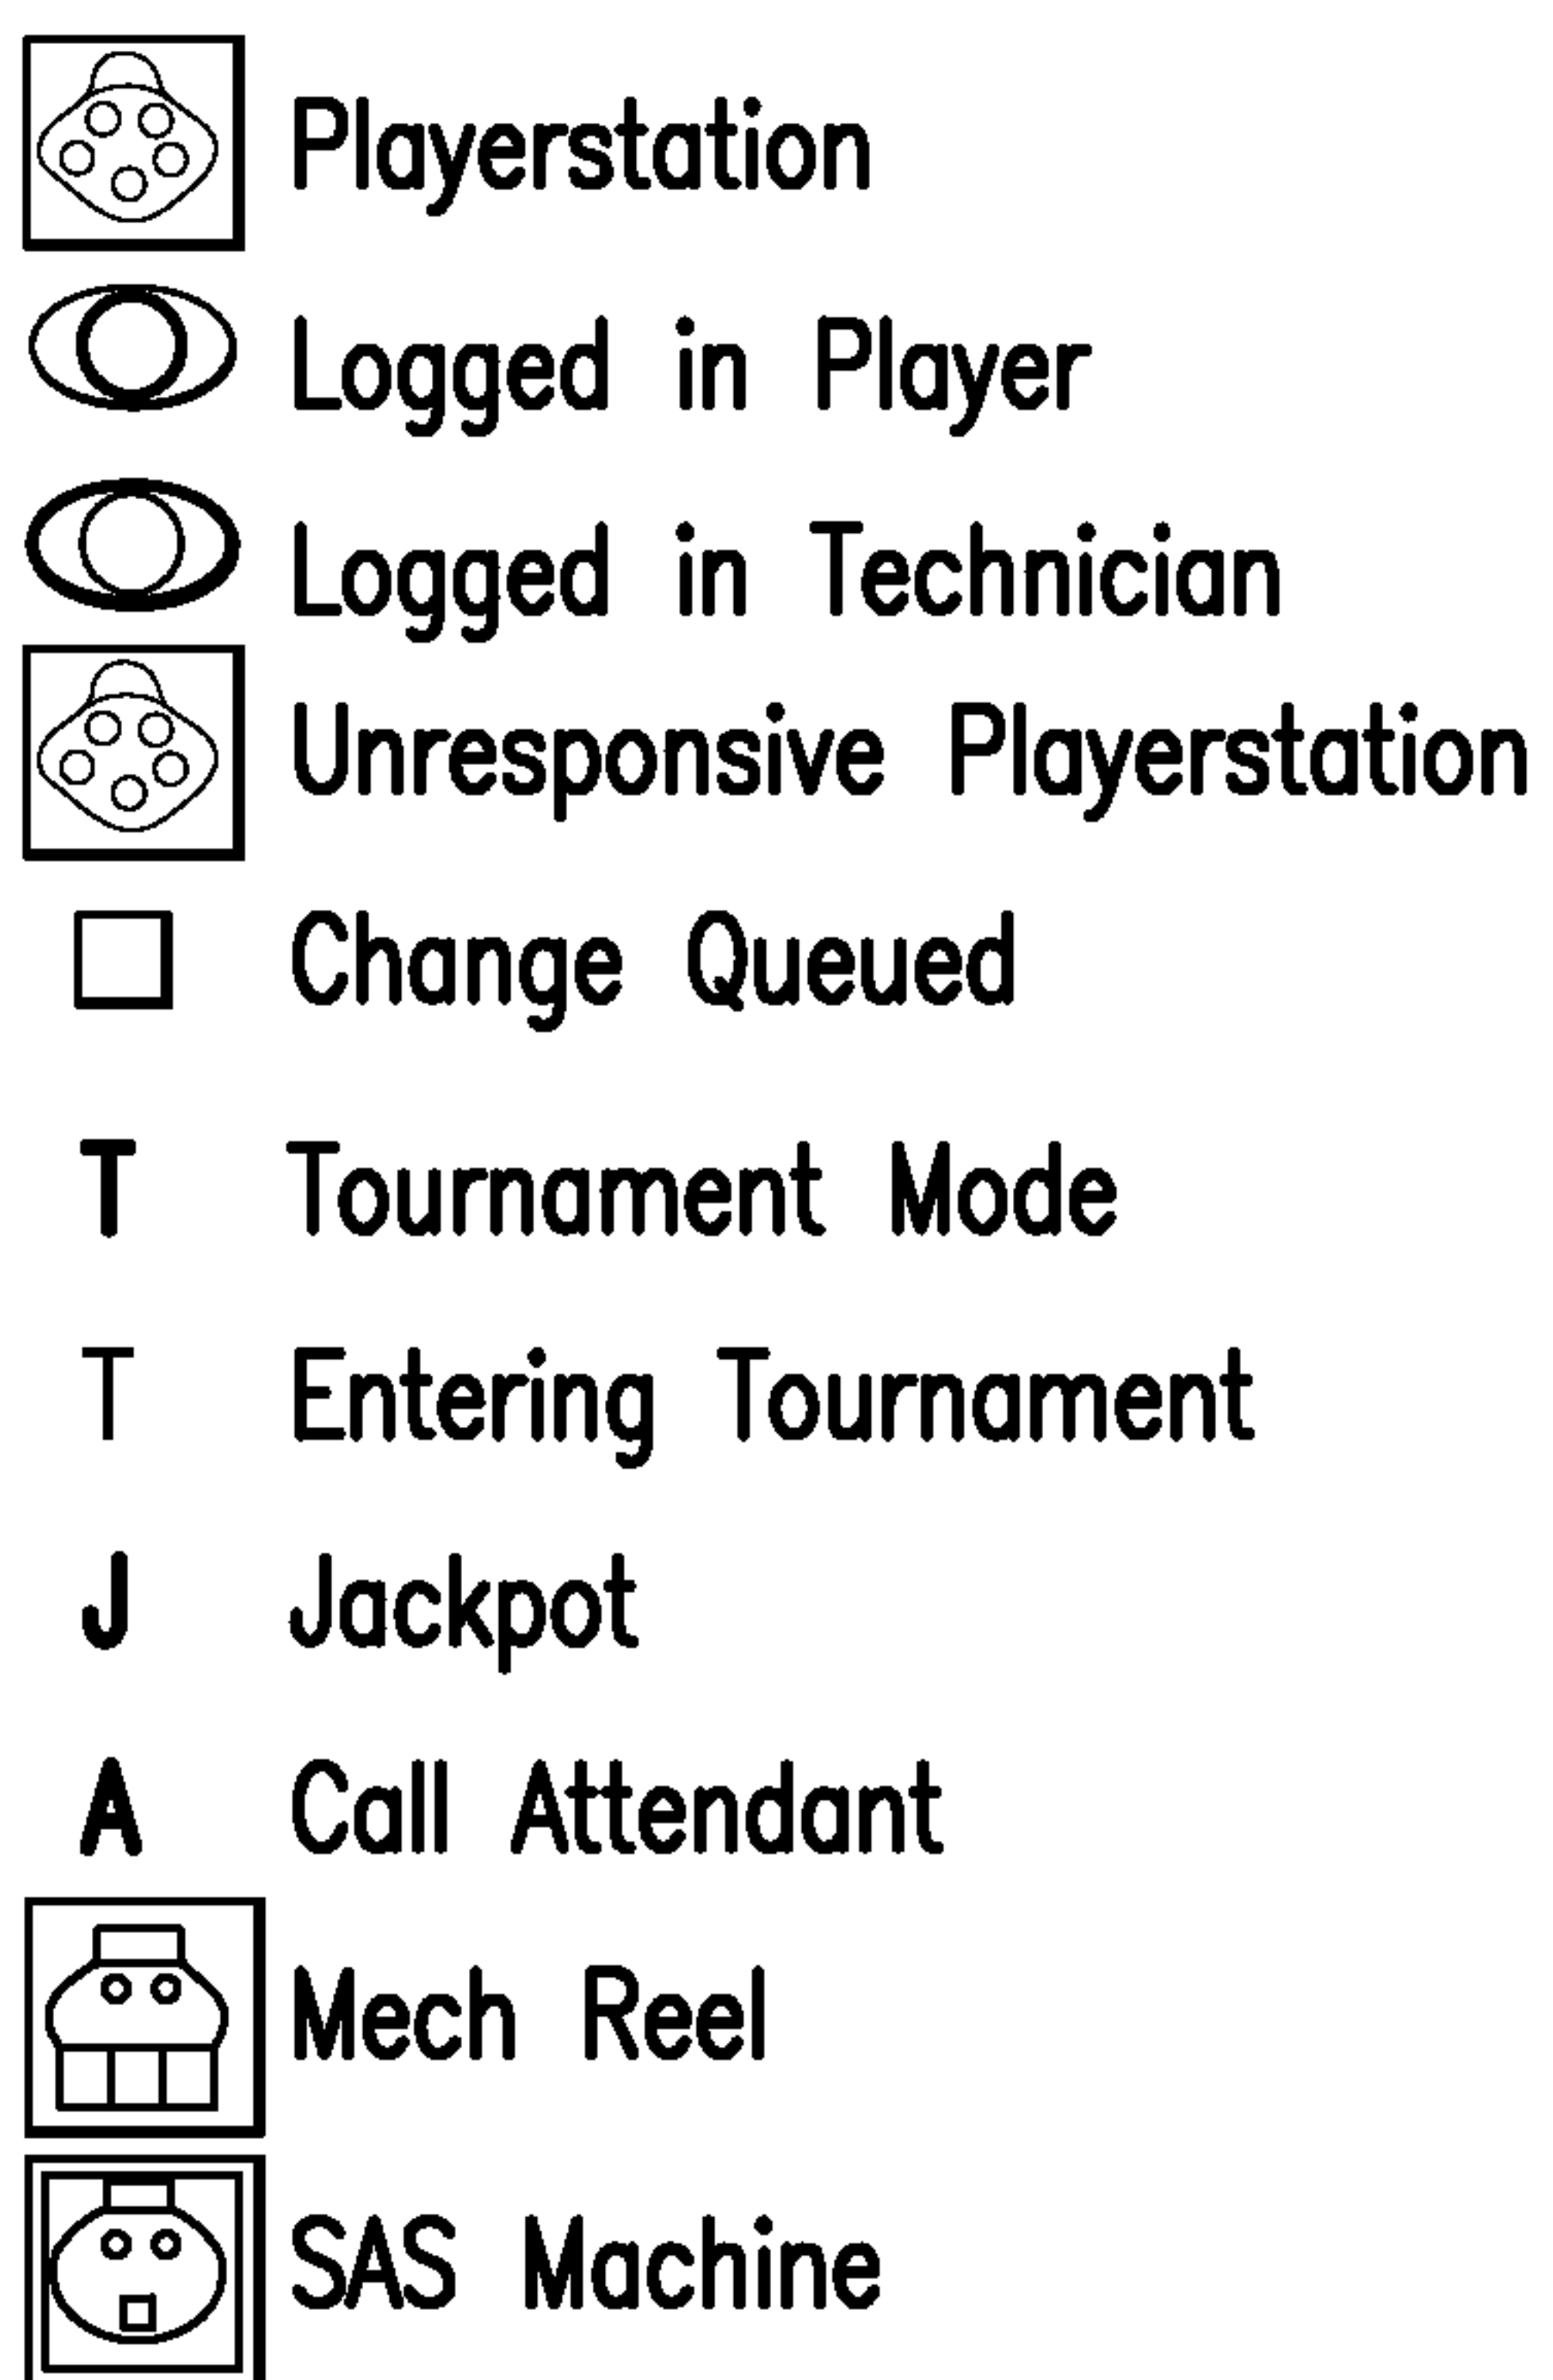 Playerstation
Logged in Player
Logged in Technician
Unresponsive Playerstation
Change Queued
T Tournament Mode
T Entering Tournament
J Jackpot
A Call Attendant
Mech Reel
SAS Machine